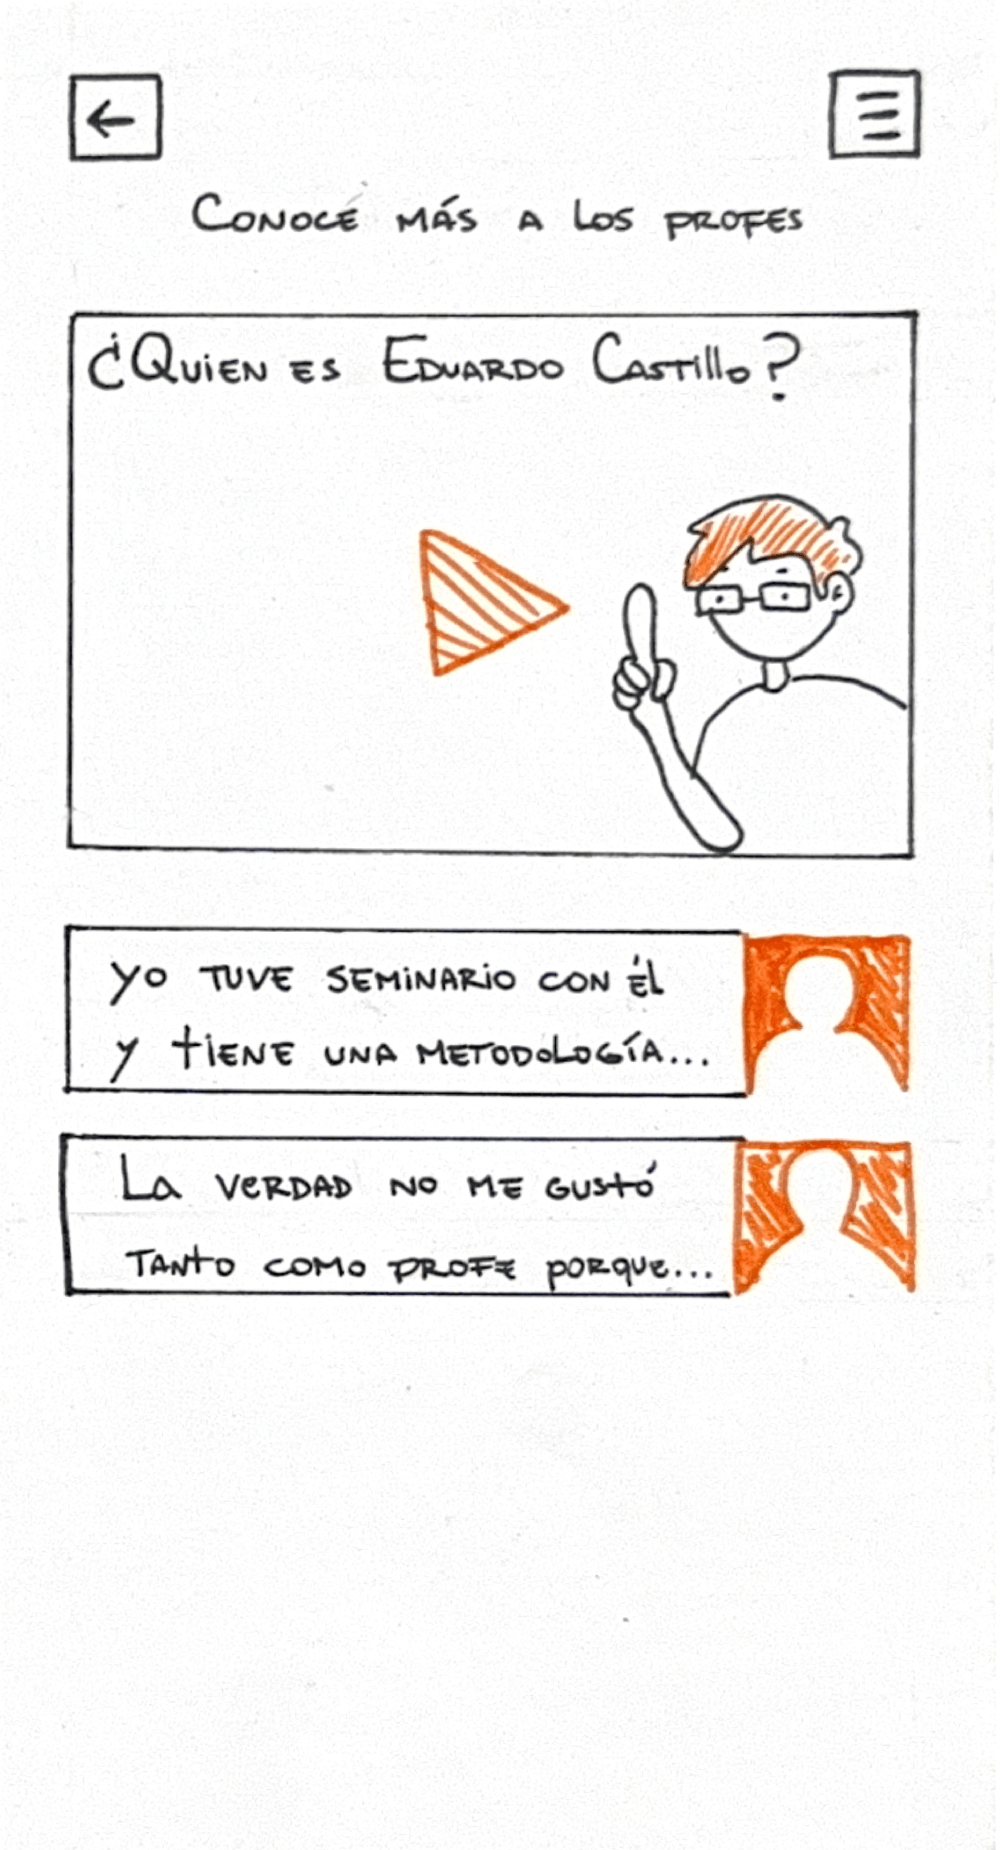 Conocé más a los profes
¿Quien es Eduardo Castillo?
Yo tuve seminario con él
y tiene una metodología...
La verdad no me gustó
tanto como profe porque...